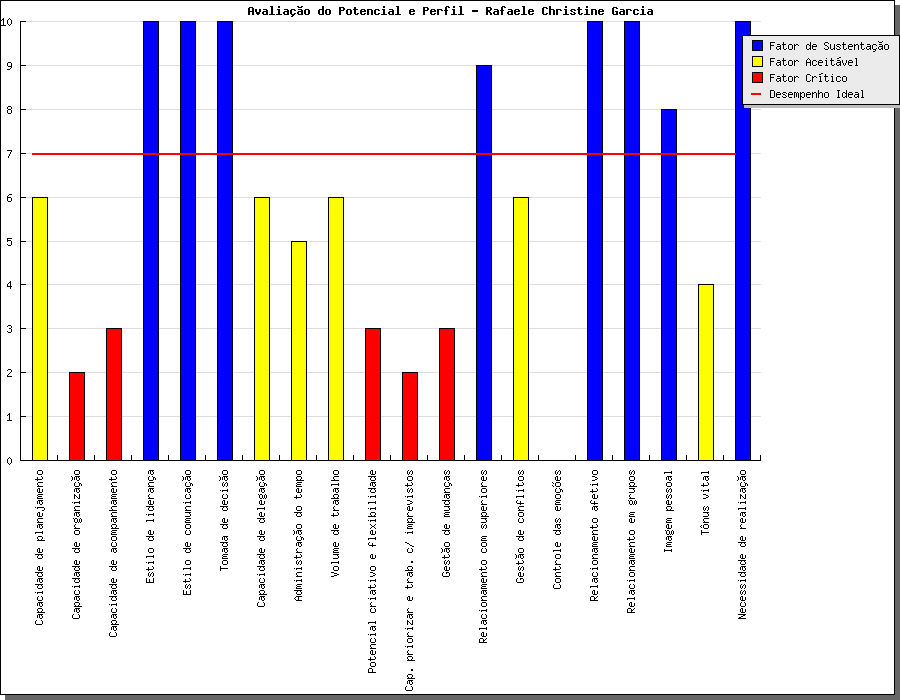 Avaliação do Potencial e Perfil - Rafaele Christine Garcia
Fator de Sustentação
Fator Aceitável
Fator Crítico
Desempenho Ideal
10
9
8
7
6
5
4
3
2
1
0
Capacidade de planejamento
Capacidade de organização
Capacidade de acompanhamento
Estilo de liderança
Estilo de comunicação
Tomada de decisão
Capacidade de delegação
Administração do tempo
Volume de trabalho
Potencial criativo e flexibilidade
Cap. priorizar e trab. c/ imprevistos
Gestão de mudanças
Relacionamento com superiores
Gestão de conflitos
Controle das emoções
Relacionamento afetivo
Relacionamento em grupos
Imagem pessoal
Tônus vital
Necessidade de realização